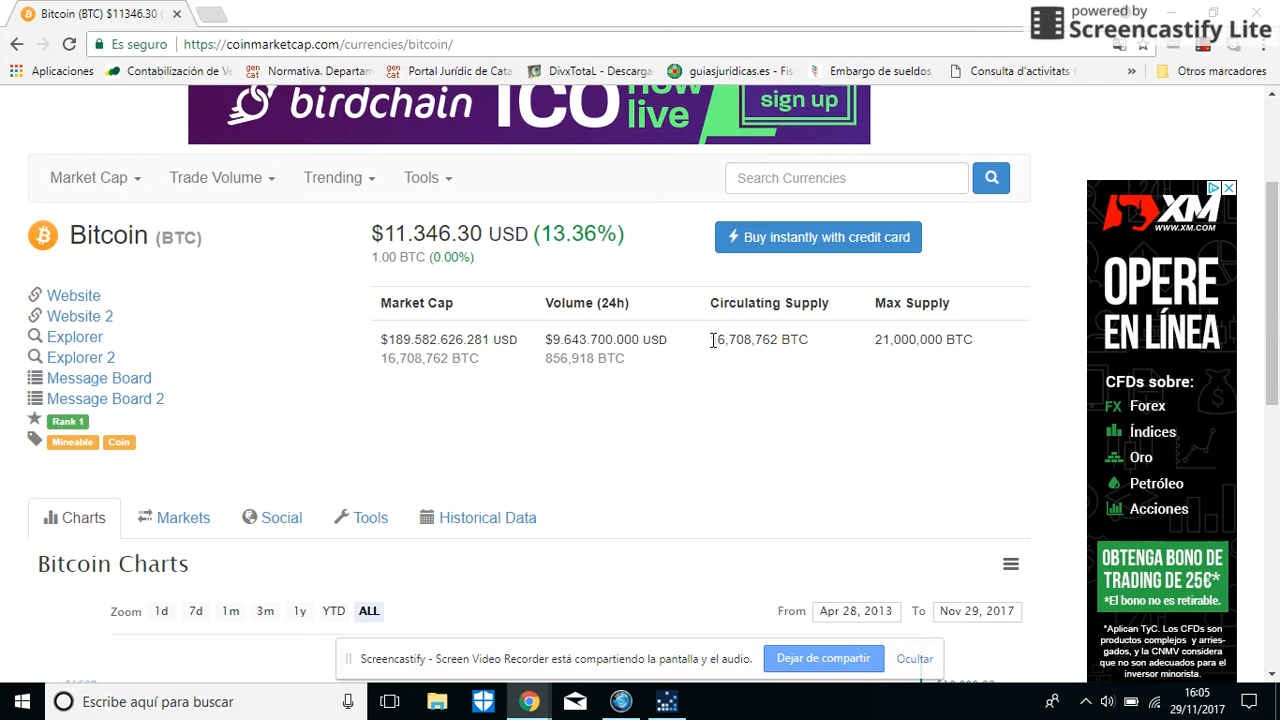 Bitcoin (BTC) $11346.30
powered by
Screencastify Lite
Es seguro
https://coinmarketcap.com/currencies/bitcoin/
Aplicaciones
Contabilización de Ve
Normativa. Departam
Portal Jurídic de Cata
DivxTotaL - Descarga
guiasjuridicas.es - Fis
Embargo de sueldos,
Consulta d'activitats f
»
Otros marcadores
birdchain ICO now live
sign up
Market Cap
Trade Volume
Trending
Tools
Search Currencies
Bitcoin (BTC)
$11.346.30 USD (13.36%)
1.00 BTC (0.00%)
Buy instantly with credit card
Website
Website 2
Explorer
Explorer 2
Message Board
Message Board 2
Rank 1
Mineable Coin
Market Cap Volume (24h) Circulating Supply Max Supply
$189.582.626.281 USD $9.643.700.000 USD 16,708,762 BTC 21,000,000 BTC
16,708,762 BTC 856,918 BTC
Charts Markets Social Tools Historical Data
Bitcoin Charts
Zoom 1d 7d 1m 3m 1y YTD ALL From Apr 28, 2013 To Nov 29, 2017
Screencastify - Screen Video Recorder está compartiendo la pantalla y el audio.
Dejar de compartir
Ocultar
XM
WWW.XM.COM
OPERE
EN LÍNEA
CFDs sobre:
FX Forex
Índices
Oro
Petróleo
Acciones
OBTENGA BONO DE
TRADING DE 25€*
*El bono no es retirable.
*Aplican TyC. Los CFDs son
productos complejos y arries-
gados, y la CNMV considera
que no son adecuados para el
inversor minorista.
Escribe aquí para buscar
16:05
29/11/2017